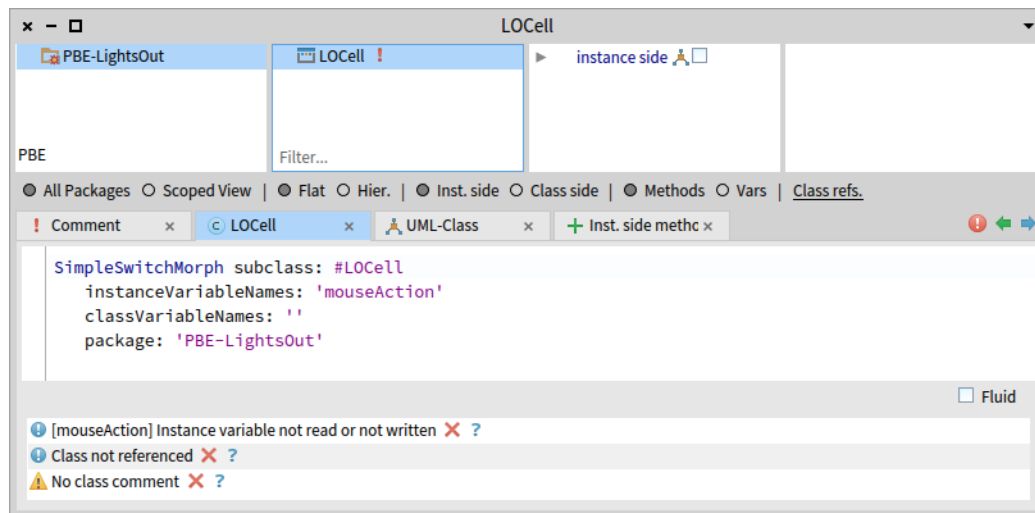 LOCell
PBE-LightsOut
LOCell !
instance side
PBE
Filter...
All Packages Scoped View | Flat Hier. | Inst. side Class side | Methods Vars | Class refs.
! Comment × LOCell × UML-Class × Inst. side methc ×
SimpleSwitchMorph subclass: #LOCell
instanceVariableNames: 'mouseAction'
classVariableNames: ''
package: 'PBE-LightsOut'
Fluid
[mouseAction] Instance variable not read or not written ?
Class not referenced ?
No class comment ?